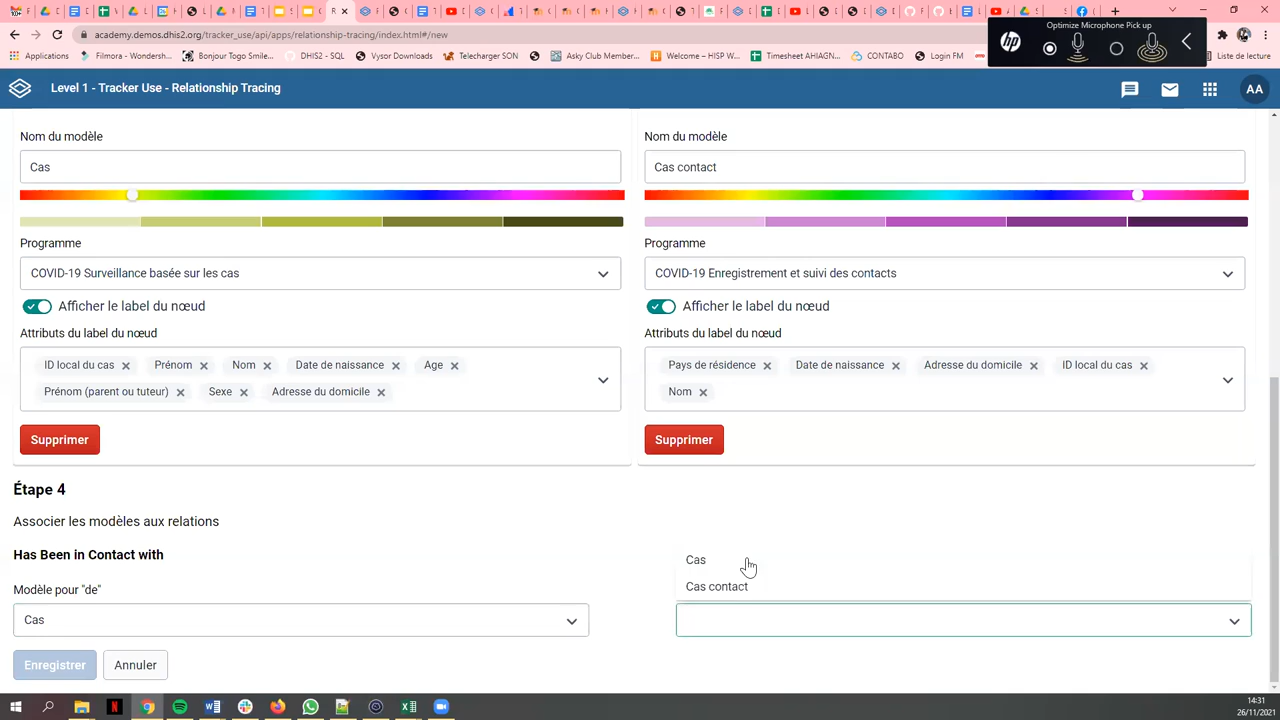 Optimize Microphone Pick up
hp
academy.demos.dhis2.org/tracker_use/api/apps/relationship-tra
#/new
Applications
Filmora - Wondersh...
Bonjour Togo Smile...
DHIS2 - SQL
Vysor Downloads
Telecharger SON
Asky Club Member...
Welcome – HISP W...
Timesheet AHIAGN...
CONTABO
Login FM
Liste de lecture
Level 1 - Tracker Use - Relationship Tracing
AA
Nom du modèle
Cas
Programme
COVID-19 Surveillance basée sur les cas
Afficher le label du nœud
Attributs du label du nœud
ID local du cas
Prénom
Nom
Date de naissance
Age
Prénom (parent ou tuteur)
Sexe
Adresse du domicile
Supprimer
Nom du modèle
Cas contact
Programme
COVID-19 Enregistrement et suivi des contacts
Afficher le label du nœud
Attributs du label du nœud
Pays de résidence
Date de naissance
Adresse du domicile
ID local du cas
Nom
Supprimer
Étape 4
Associer les modèles aux relations
Has Been in Contact with
Modèle pour "de"
Cas
Cas
Cas contact
Enregistrer
Annuler
14:31
26/11/2021